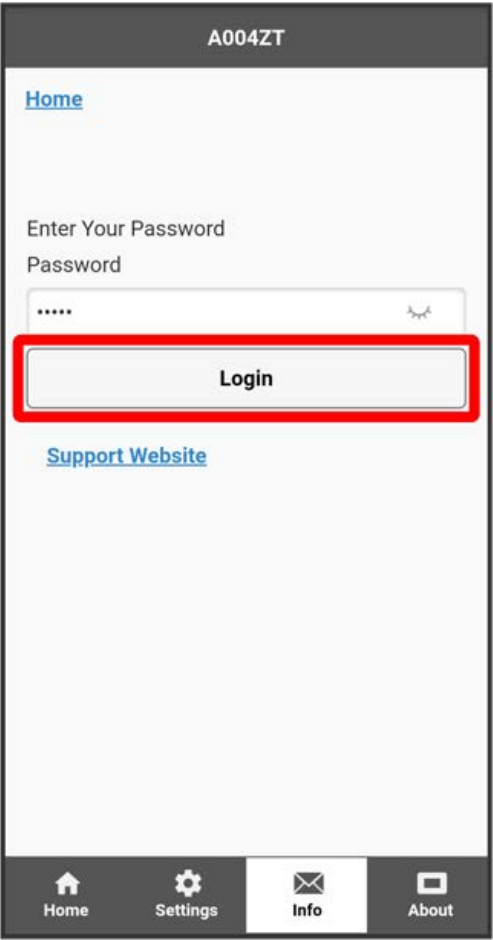 A004ZT
Home
Enter Your Password
Password
•••••
Login
Support Website
Home Settings Info About